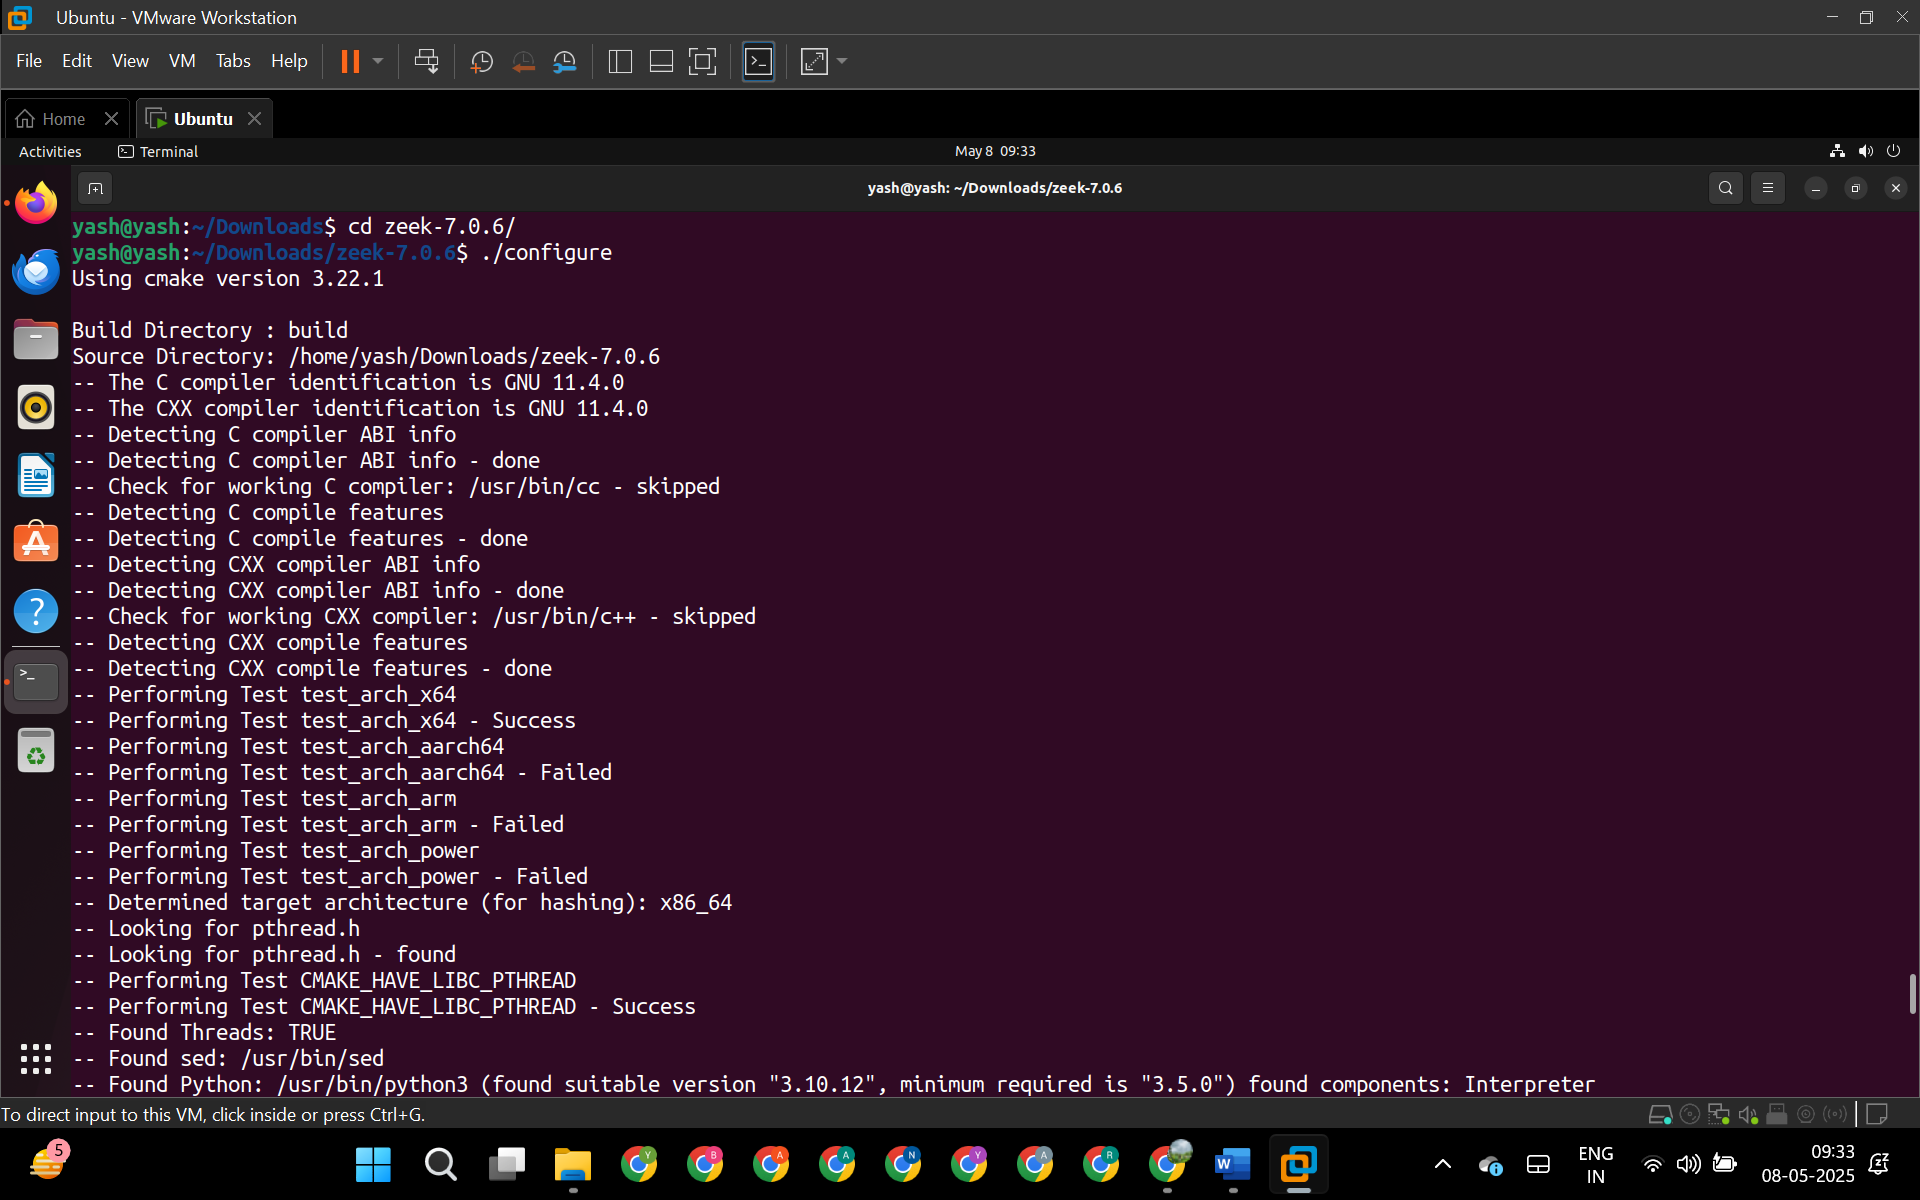 Ubuntu - VMware Workstation
File Edit View VM Tabs Help
Home Ubuntu
Activities Terminal May 8 09:33
yash@yash: ~/Downloads/zeek-7.0.6
yash@yash:~/Downloads$ cd zeek-7.0.6/
yash@yash:~/Downloads/zeek-7.0.6$ ./configure
Using cmake version 3.22.1
Build Directory : build
Source Directory: /home/yash/Downloads/zeek-7.0.6
-- The C compiler identification is GNU 11.4.0
-- The CXX compiler identification is GNU 11.4.0
-- Detecting C compiler ABI info
-- Detecting C compiler ABI info - done
-- Check for working C compiler: /usr/bin/cc - skipped
-- Detecting C compile features
-- Detecting C compile features - done
-- Detecting CXX compiler ABI info
-- Detecting CXX compiler ABI info - done
-- Check for working CXX compiler: /usr/bin/c++ - skipped
-- Detecting CXX compile features
-- Detecting CXX compile features - done
-- Performing Test test_arch_x64
-- Performing Test test_arch_x64 - Success
-- Performing Test test_arch_aarch64
-- Performing Test test_arch_aarch64 - Failed
-- Performing Test test_arch_arm
-- Performing Test test_arch_arm - Failed
-- Performing Test test_arch_power
-- Performing Test test_arch_power - Failed
-- Determined target architecture (for hashing): x86_64
-- Looking for pthread.h
-- Looking for pthread.h - found
-- Performing Test CMAKE_HAVE_LIBC_PTHREAD
-- Performing Test CMAKE_HAVE_LIBC_PTHREAD - Success
-- Found Threads: TRUE
-- Found sed: /usr/bin/sed
-- Found Python: /usr/bin/python3 (found suitable version "3.10.12", minimum required is "3.5.0") found components: Interpreter
To direct input to this VM, click inside or press Ctrl+G.
5
Y B A A N Y A R W
ENG
IN
09:33
08-05-2025